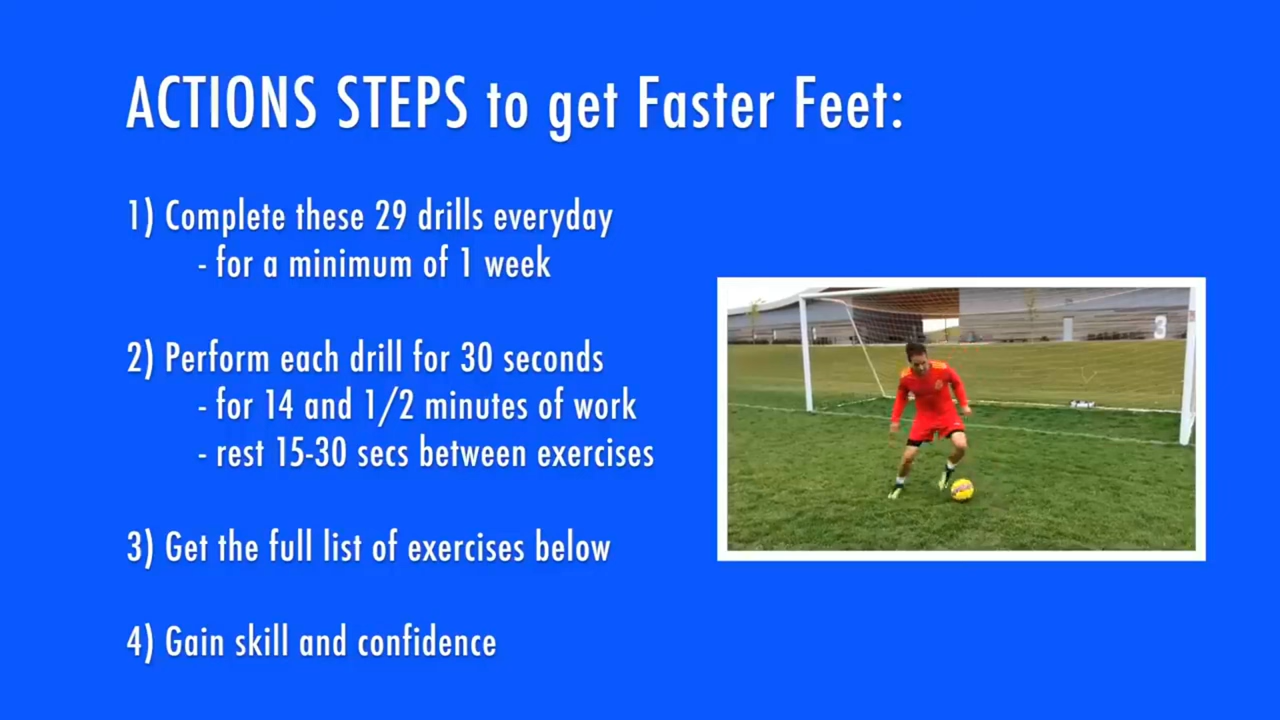 ACTIONS STEPS to get Faster Feet:
1) Complete these 29 drills everyday
- for a minimum of 1 week
2) Perform each drill for 30 seconds
- for 14 and 1/2 minutes of work
- rest 15-30 secs between exercises
3) Get the full list of exercises below
4) Gain skill and confidence
3